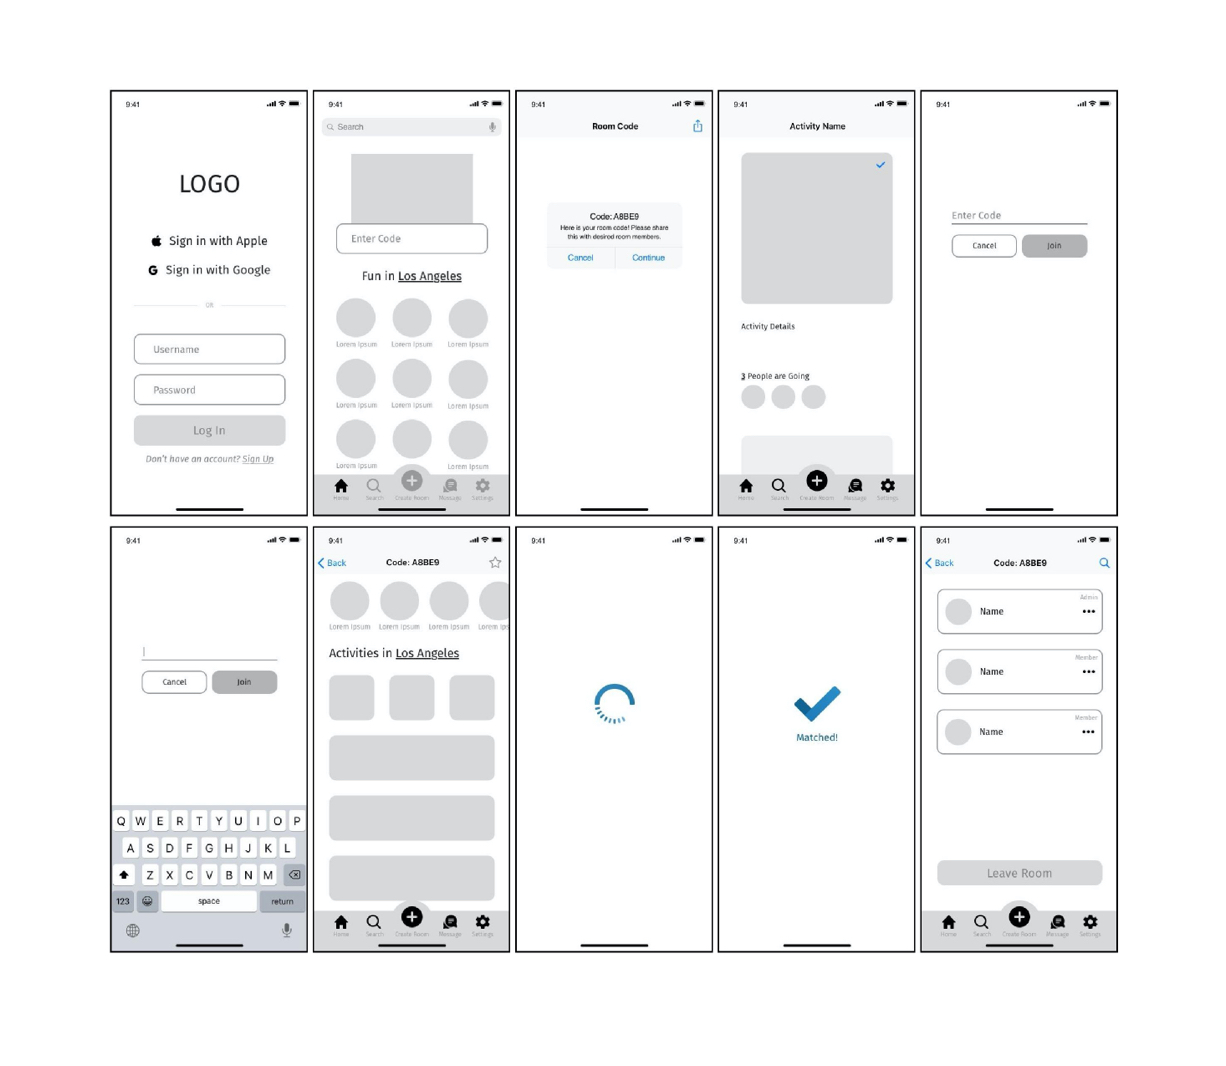 9:41
LOGO
Sign in with Apple
G Sign in with Google
OR
Username
Password
Log In
Don't have an account? Sign Up
9:41
Search
Enter Code
Fun in Los Angeles
Lorem Ipsum Lorem Ipsum Lorem Ipsum
Lorem Ipsum Lorem Ipsum Lorem Ipsum
Lorem Ipsum Lorem Ipsum
Home Search Create Room Message Settings
9:41
Room Code
Code: A8BE9
Here is your room code! Please share
this with desired room members.
Cancel Continue
9:41
Activity Name
Activity Details
3 People are Going
Home Search Create Room Message Settings
9:41
Enter Code
Cancel Join
9:41
Cancel Join
Q W E R T Y U I O P
A S D F G H J K L
Z X C V B N M
123 space return
9:41
Back Code: A8BE9
Lorem Ipsum Lorem Ipsum Lorem Ipsum Lorem Ips
Activities in Los Angeles
Home Search Create Room Message Settings
9:41
9:41
Matched!
9:41
Back Code: A8BE9
Admin
Name
Member
Name
Member
Name
Leave Room
Home Search Create Room Message Settings